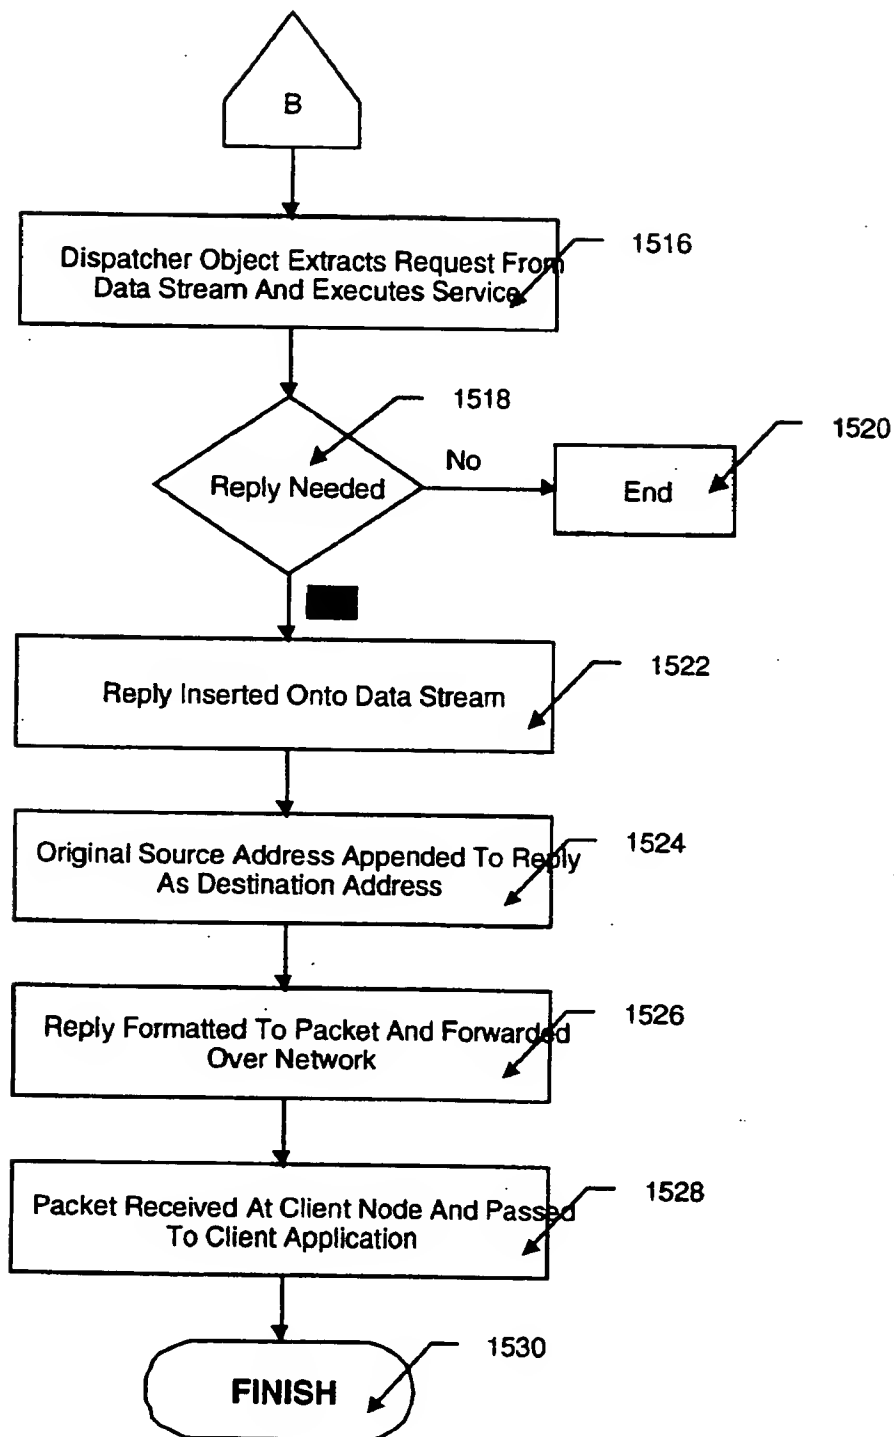 B
Dispatcher Object Extracts Request From
Data Stream And Executes Service
1516
1518
Reply Needed
No
1520
End
1522
Reply Inserted Onto Data Stream
1524
Original Source Address Appended To Reply
As Destination Address
1526
Reply Formatted To Packet And Forwarded
Over Network
1528
Packet Received At Client Node And Passed
To Client Application
1530
FINISH